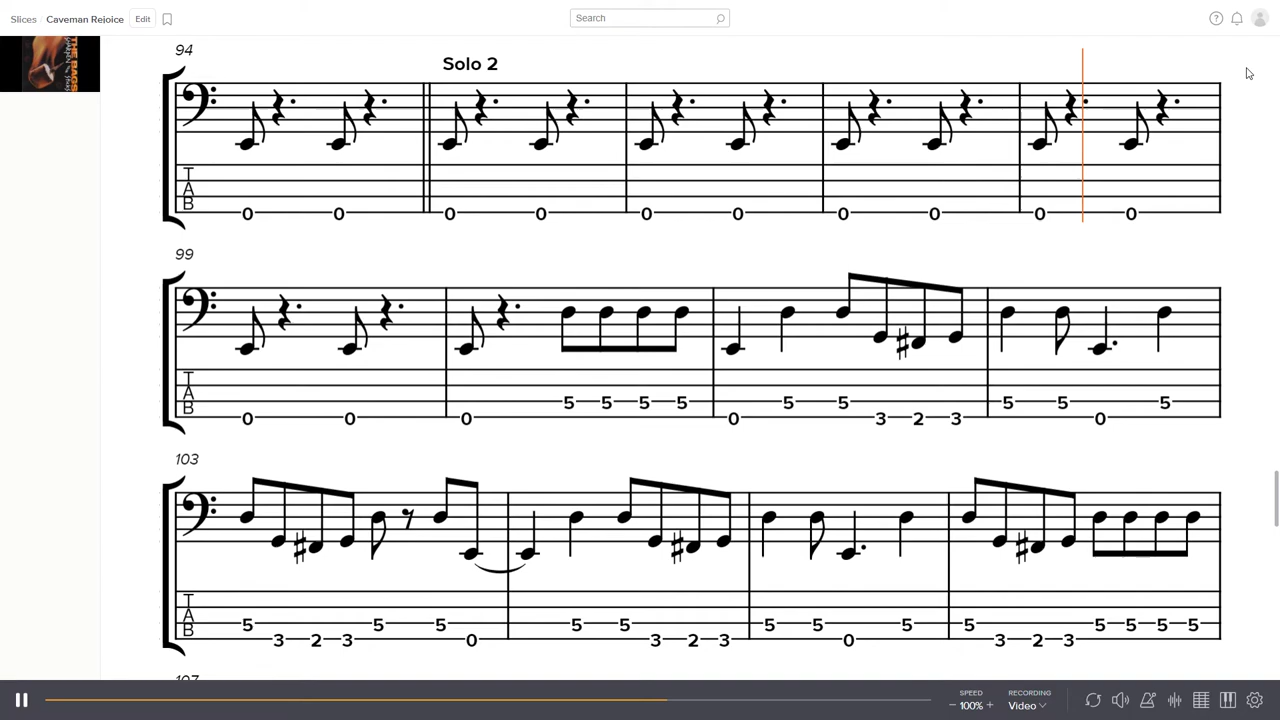 Slices Caveman Rejoice Edit Search
THE BAGS
94
Solo 2
T
A
B
0 0 0 0 0 0 0 0 0 0
99
T
A
B
5 5 5 5 5 5 5 5 5
0 0 0 0 3 2 3 0
103
T
A
B
5 5 5 5 5 5 5 5 5 5 5 5 5
3 2 3 0 3 2 3 0 3 2 3
107
SPEED RECORDING
− 100% + Video